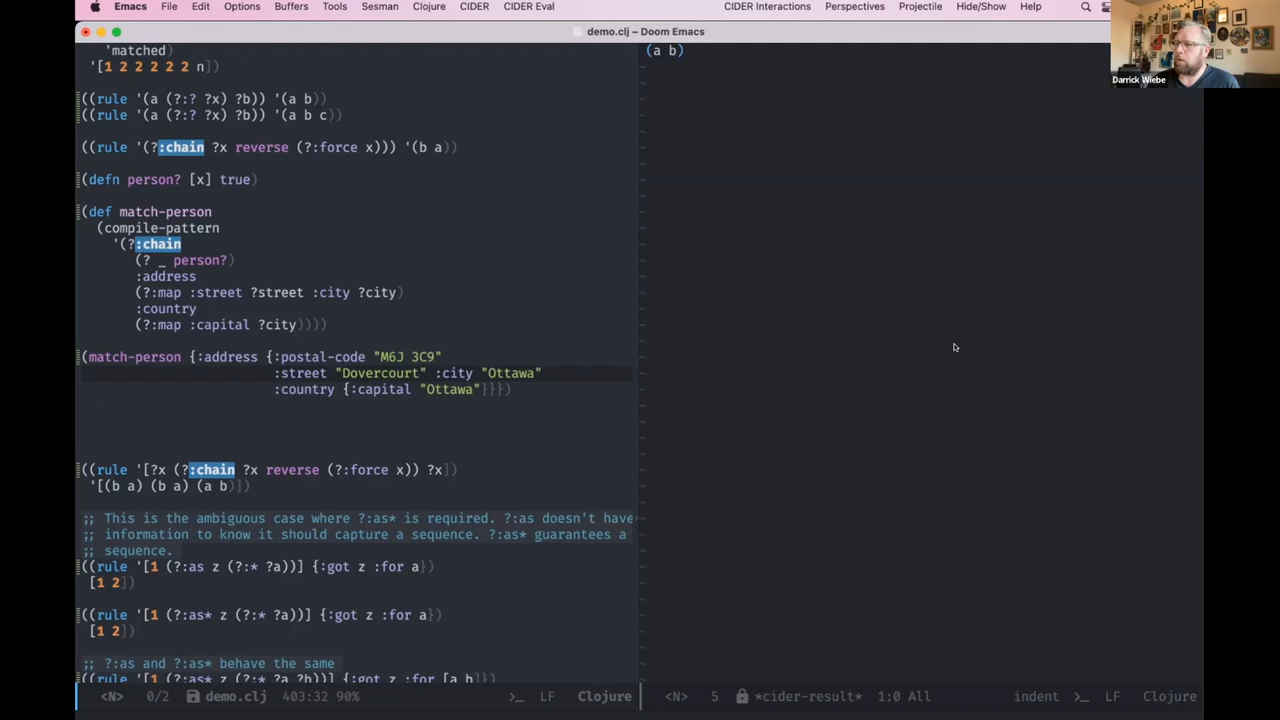 Emacs File Edit Options Buffers Tools Sesman Clojure CIDER CIDER Eval CIDER Interactions Perspectives Projectile Hide/Show Help
demo.clj – Doom Emacs
'matched)
'[1 2 2 2 2 2 n])
((rule '(a (?:? ?x) ?b)) '(a b))
((rule '(a (?:? ?x) ?b)) '(a b c))
((rule '(?:chain ?x reverse (?:force x))) '(b a))
(defn person? [x] true)
(def match-person
(compile-pattern
'(?:chain
(? _ person?)
:address
(?:map :street ?street :city ?city)
:country
(?:map :capital ?city))))
(match-person {:address {:postal-code "M6J 3C9"
:street "Dovercourt" :city "Ottawa"
:country {:capital "Ottawa"}}})
((rule '[?x (?:chain ?x reverse (?:force x)) ?x])
'[(b a) (b a) (a b)])
;; This is the ambiguous case where ?:as* is required. ?:as doesn't have
;; information to know it should capture a sequence. ?:as* guarantees a
;; sequence.
((rule '[1 (?:as z (?:* ?a))] {:got z :for a})
[1 2])
((rule '[1 (?:as* z (?:* ?a))] {:got z :for a})
[1 2])
;; ?:as and ?:as* behave the same
((rule '[1 (?:as z (?:* ?a ?b))] {:got z :for [a b]})
<N> 0/2 demo.clj 403:32 90% LF Clojure
(a b)
<N> 5 *cider-result* 1:0 All indent LF Clojure
Darrick Wiebe